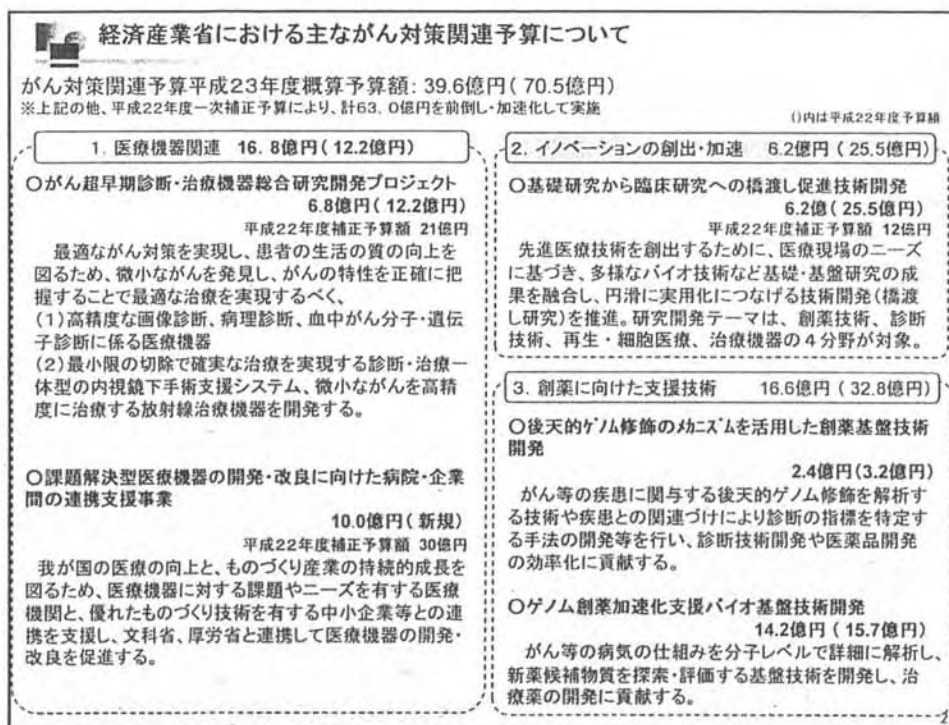 経済産業省における主ながん対策関連予算について
がん対策関連予算平成23年度概算予算額: 39.6億円( 70.5億円)
※上記の他、平成22年度一次補正予算により、計63. 0億円を前倒し・加速化して実施
()内は平成22年度予算額
1. 医療機器関連 16. 8億円( 12.2億円)
○がん超早期診断・治療機器総合研究開発プロジェクト
6.8億円( 12.2億円)
平成22年度補正予算額 21億円
最適ながん対策を実現し、患者の生活の質の向上を
図るため、微小ながんを発見し、がんの特性を正確に把
握することで最適な治療を実現するべく、
(1)高精度な画像診断、病理診断、血中がん分子・遺伝
子診断に係る医療機器
(2)最小限の切除で確実な治療を実現する診断・治療一
体型の内視鏡下手術支援システム、微小ながんを高精
度に治療する放射線治療機器を開発する。
○課題解決型医療機器の開発・改良に向けた病院・企業
間の連携支援事業
10.0億円( 新規)
平成22年度補正予算額 30億円
我が国の医療の向上と、ものづくり産業の持続的成長を
図るため、医療機器に対する課題やニーズを有する医療
機関と、優れたものづくり技術を有する中小企業等との連
携を支援し、文科省、厚労省と連携して医療機器の開発・
改良を促進する。
2. イノベーションの創出・加速 6.2億円( 25.5億円)
○基礎研究から臨床研究への橋渡し促進技術開発
6.2億( 25.5億円)
平成22年度補正予算額 12億円
先進医療技術を創出するために、医療現場のニーズ
に基づき、多様なバイオ技術など基礎・基盤研究の成
果を融合し、円滑に実用化につなげる技術開発(橋渡
し研究)を推進。研究開発テーマは、創薬技術、診断
技術、再生・細胞医療、治療機器の4分野が対象。
3. 創薬に向けた支援技術 16.6億円( 32.8億円)
○後天的ゲノム修飾のメカニズムを活用した創薬基盤技術
開発
2.4億円(3.2億円)
がん等の疾患に関与する後天的ゲノム修飾を解析す
る技術や疾患との関連づけにより診断の指標を特定す
る手法の開発等を行い、診断技術開発や医薬品開発
の効率化に貢献する。
○ゲノム創薬加速化支援バイオ基盤技術開発
14.2億円( 15.7億円)
がん等の病気の仕組みを分子レベルで詳細に解析し、
新薬候補物質を探索・評価する基盤技術を開発し、治
療薬の開発に貢献する。